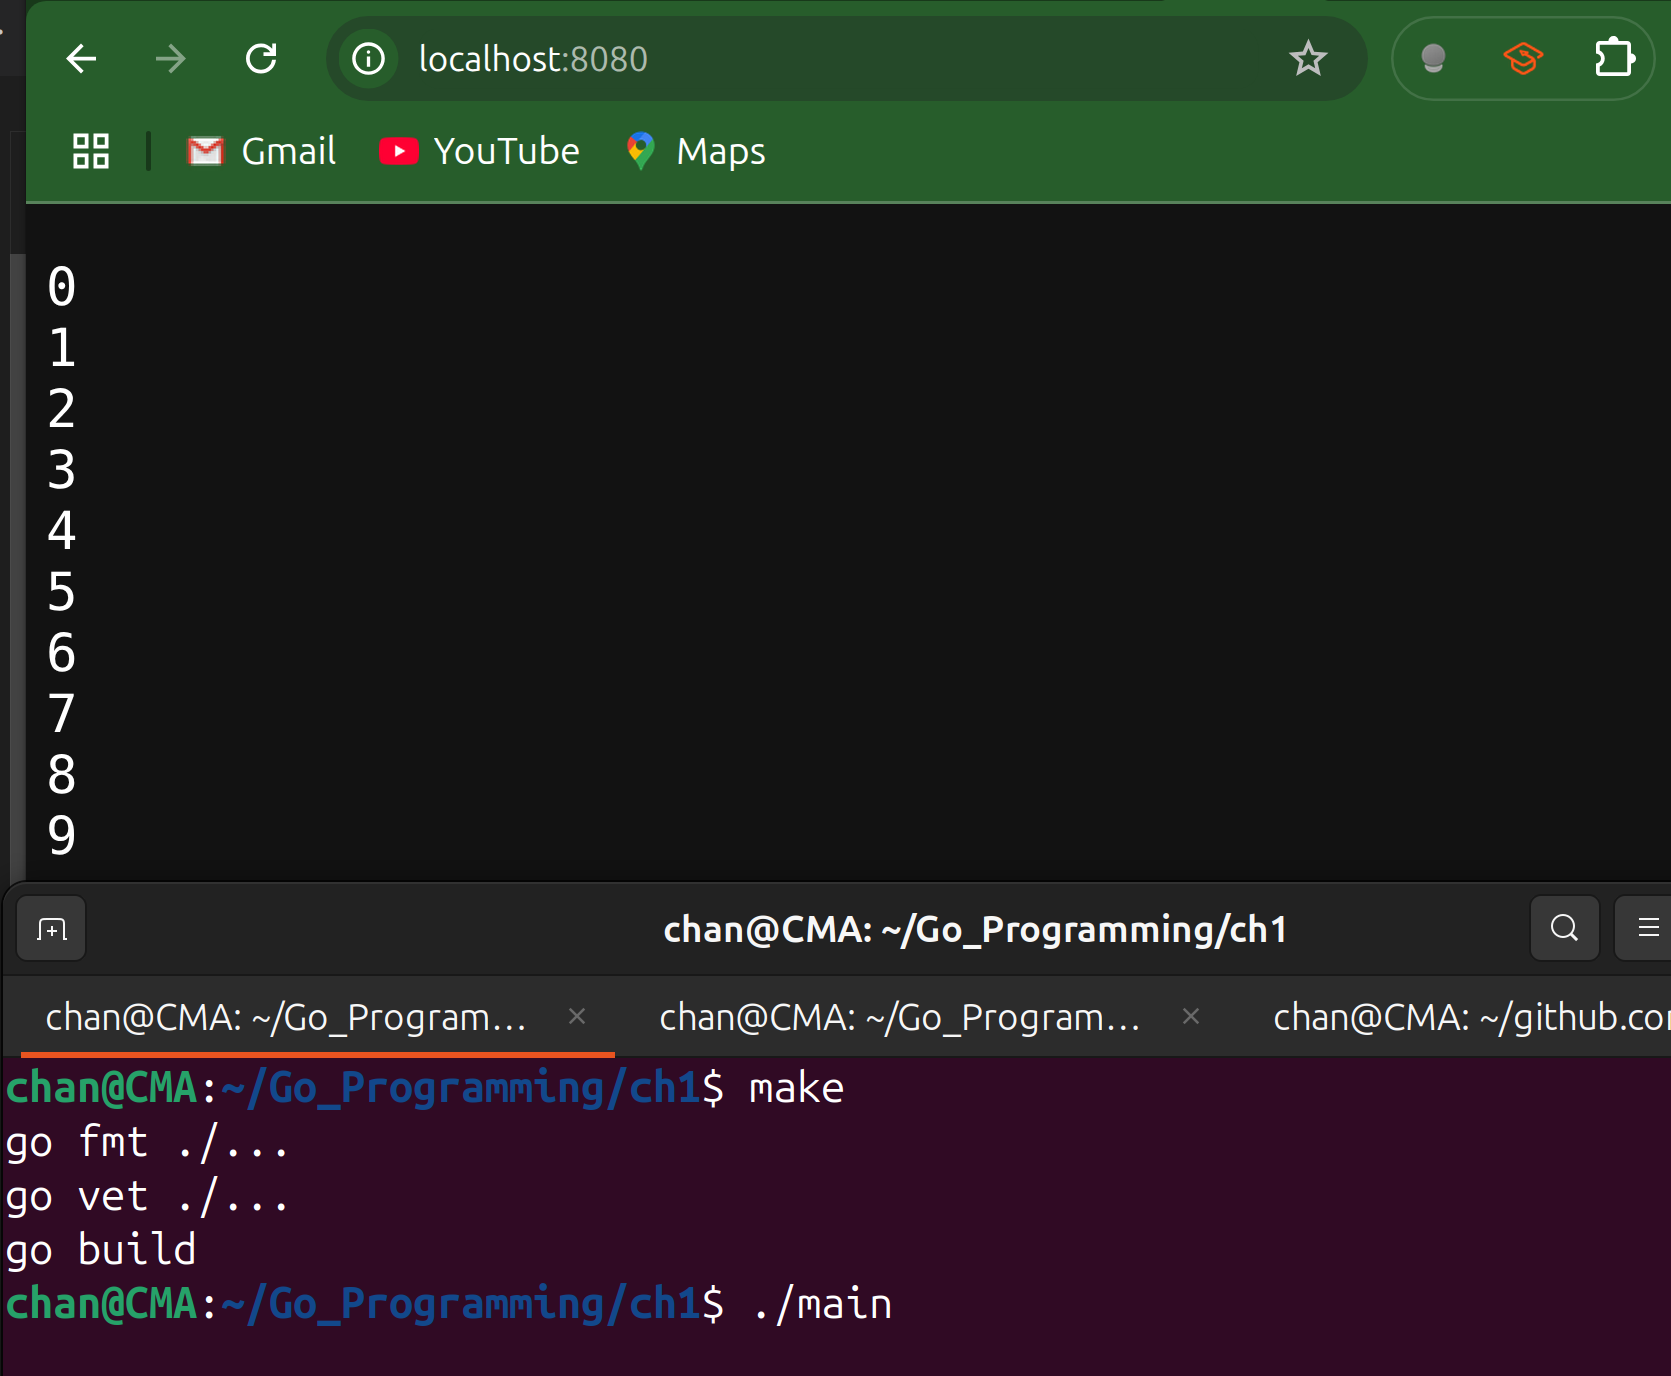 localhost:8080
Gmail YouTube Maps
0
1
2
3
4
5
6
7
8
9
chan@CMA: ~/Go_Programming/ch1
chan@CMA: ~/Go_Program... × chan@CMA: ~/Go_Program... × chan@CMA: ~/github.co
chan@CMA:~/Go_Programming/ch1$ make
go fmt ./...
go vet ./...
go build
chan@CMA:~/Go_Programming/ch1$ ./main